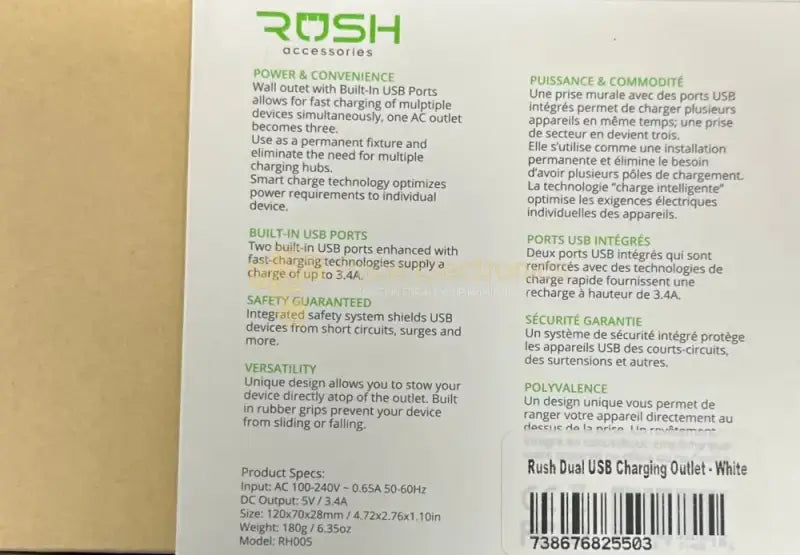 RUSH
accessories
POWER & CONVENIENCE
Wall outet with Built-In USB Ports
allows for fast charging of mulptiple
devices simultaneously, one AC outlet
becomes three.
Use as a permanent fixture and
eliminate the need for multiple
charging hubs.
Smart charge technology optimizes
power requirements to individual
device.
BUILT-IN USB PORTS
Two built-in USB ports enhanced with
fast-charging technologies supply a
charge of up to 3.4A.
SAFETY GUARANTEED
Integrated safety system shields USB
devices from short circuits, surges and
more.
VERSATILITY
Unique design allows you to stow your
device directly atop of the outlet. Built
in rubber grips prevent your device
from sliding or falling.
Product Specs:
Input: AC 100-240V ~ 0.65A 50-60Hz
DC Output: 5V / 3.4A
Size: 120x70x28mm / 4.72x2.76x1.10in
Weight: 180g / 6.35oz
Model: RH005
PUISSANCE & COMMODITÉ
Une prise murale avec des ports USB
intégrés permet de charger plusieurs
appareils en même temps; une prise
de secteur en devient trois.
Elle s'utilise comme une installation
permanente et élimine le besoin
d'avoir plusieurs pôles de chargement.
La technologie "charge intelligente"
optimise les exigences électriques
individuelles des appareils.
PORTS USB INTÉGRÉS
Deux ports USB intégrés qui sont
renforcés avec des technologies de
charge rapide fournissent une
recharge à hauteur de 3.4A.
SÉCURITÉ GARANTIE
Un système de sécurité intégré protège
les appareils USB des courts-circuits,
des surtensions et autres.
POLYVALENCE
Un design unique vous permet de
ranger votre appareil directement au
dessus de la prise. Un revêtement
Rush Dual USB Charging Outlet - White
738676825503